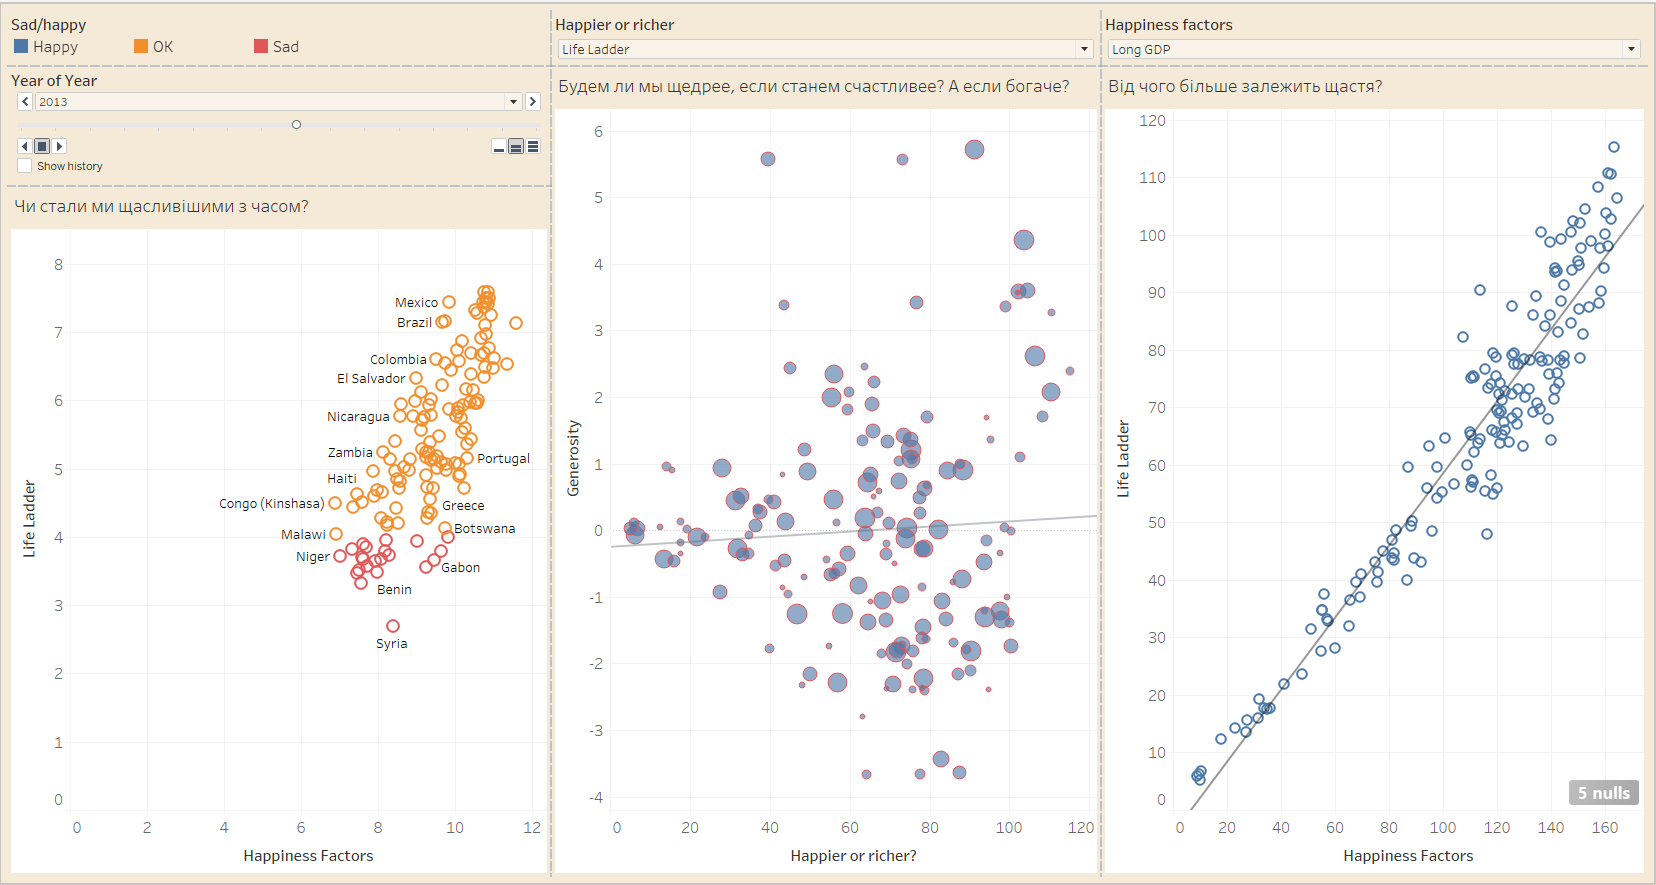 Sad/happy
Happy OK Sad
Year of Year
2013
Show history
Чи стали ми щасливішими з часом?
Life Ladder
8
7
6
5
4
3
2
1
0
Mexico
Brazil
Colombia
El Salvador
Nicaragua
Zambia
Portugal
Haiti
Congo (Kinshasa)
Greece
Botswana
Malawi
Niger
Gabon
Benin
Syria
0 2 4 6 8 10 12
Happiness Factors
Happier or richer
Life Ladder
Будем ли мы щедрее, если станем счастливее? А если богаче?
Generosity
6
5
4
3
2
1
0
-1
-2
-3
-4
0 20 40 60 80 100 120
Happier or richer?
Happiness factors
Long GDP
Від чого більше залежить щастя?
Life Ladder
120
110
100
90
80
70
60
50
40
30
20
10
0
5 nulls
0 20 40 60 80 100 120 140 160
Happiness Factors